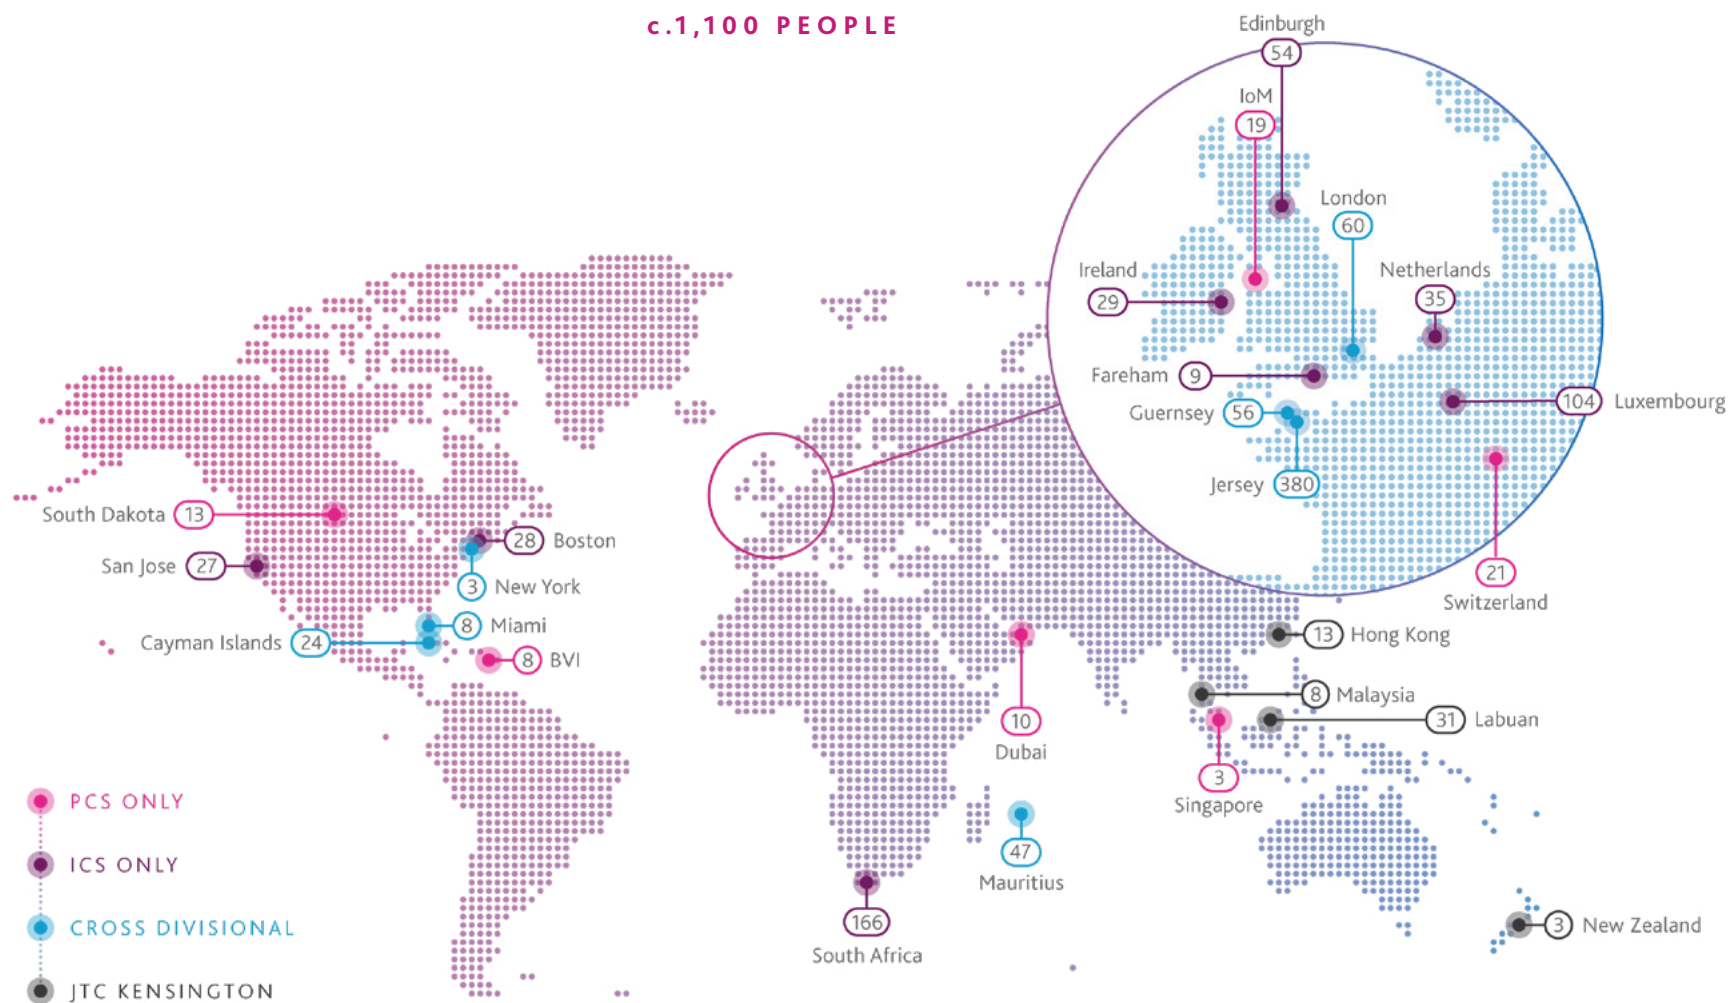 c.1,100 PEOPLE
Edinburgh
54
IoM
19
London
60
Ireland
29
Netherlands
35
Fareham 9
Guernsey 56
104 Luxembourg
Jersey 380
21
Switzerland
South Dakota 13
San Jose 27
28 Boston
3 New York
8 Miami
Cayman Islands 24
8 BVI
13 Hong Kong
8 Malaysia
31 Labuan
10
Dubai
3
Singapore
47
Mauritius
166
South Africa
3 New Zealand
PCS ONLY
ICS ONLY
CROSS DIVISIONAL
JTC KENSINGTON